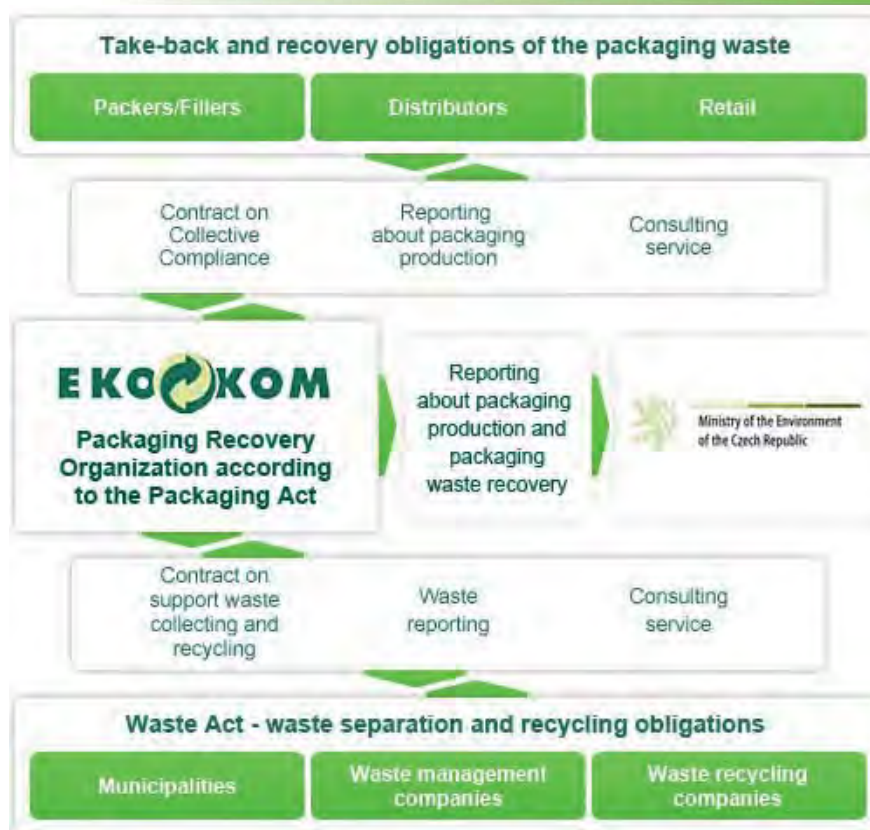 Take-back and recovery obligations of the packaging waste
Packers/Fillers
Distributors
Retail
Contract on
Collective
Compliance
Reporting
about packaging
production
Consulting
service
EKO KOM
Packaging Recovery
Organization according
to the Packaging Act
Reporting
about packaging
production and
packaging
waste recovery
Ministry of the Environment
of the Czech Republic
Contract on
support waste
collecting and
recycling
Waste
reporting
Consulting
service
Waste Act - waste separation and recycling obligations
Municipalities
Waste management
companies
Waste recycling
companies